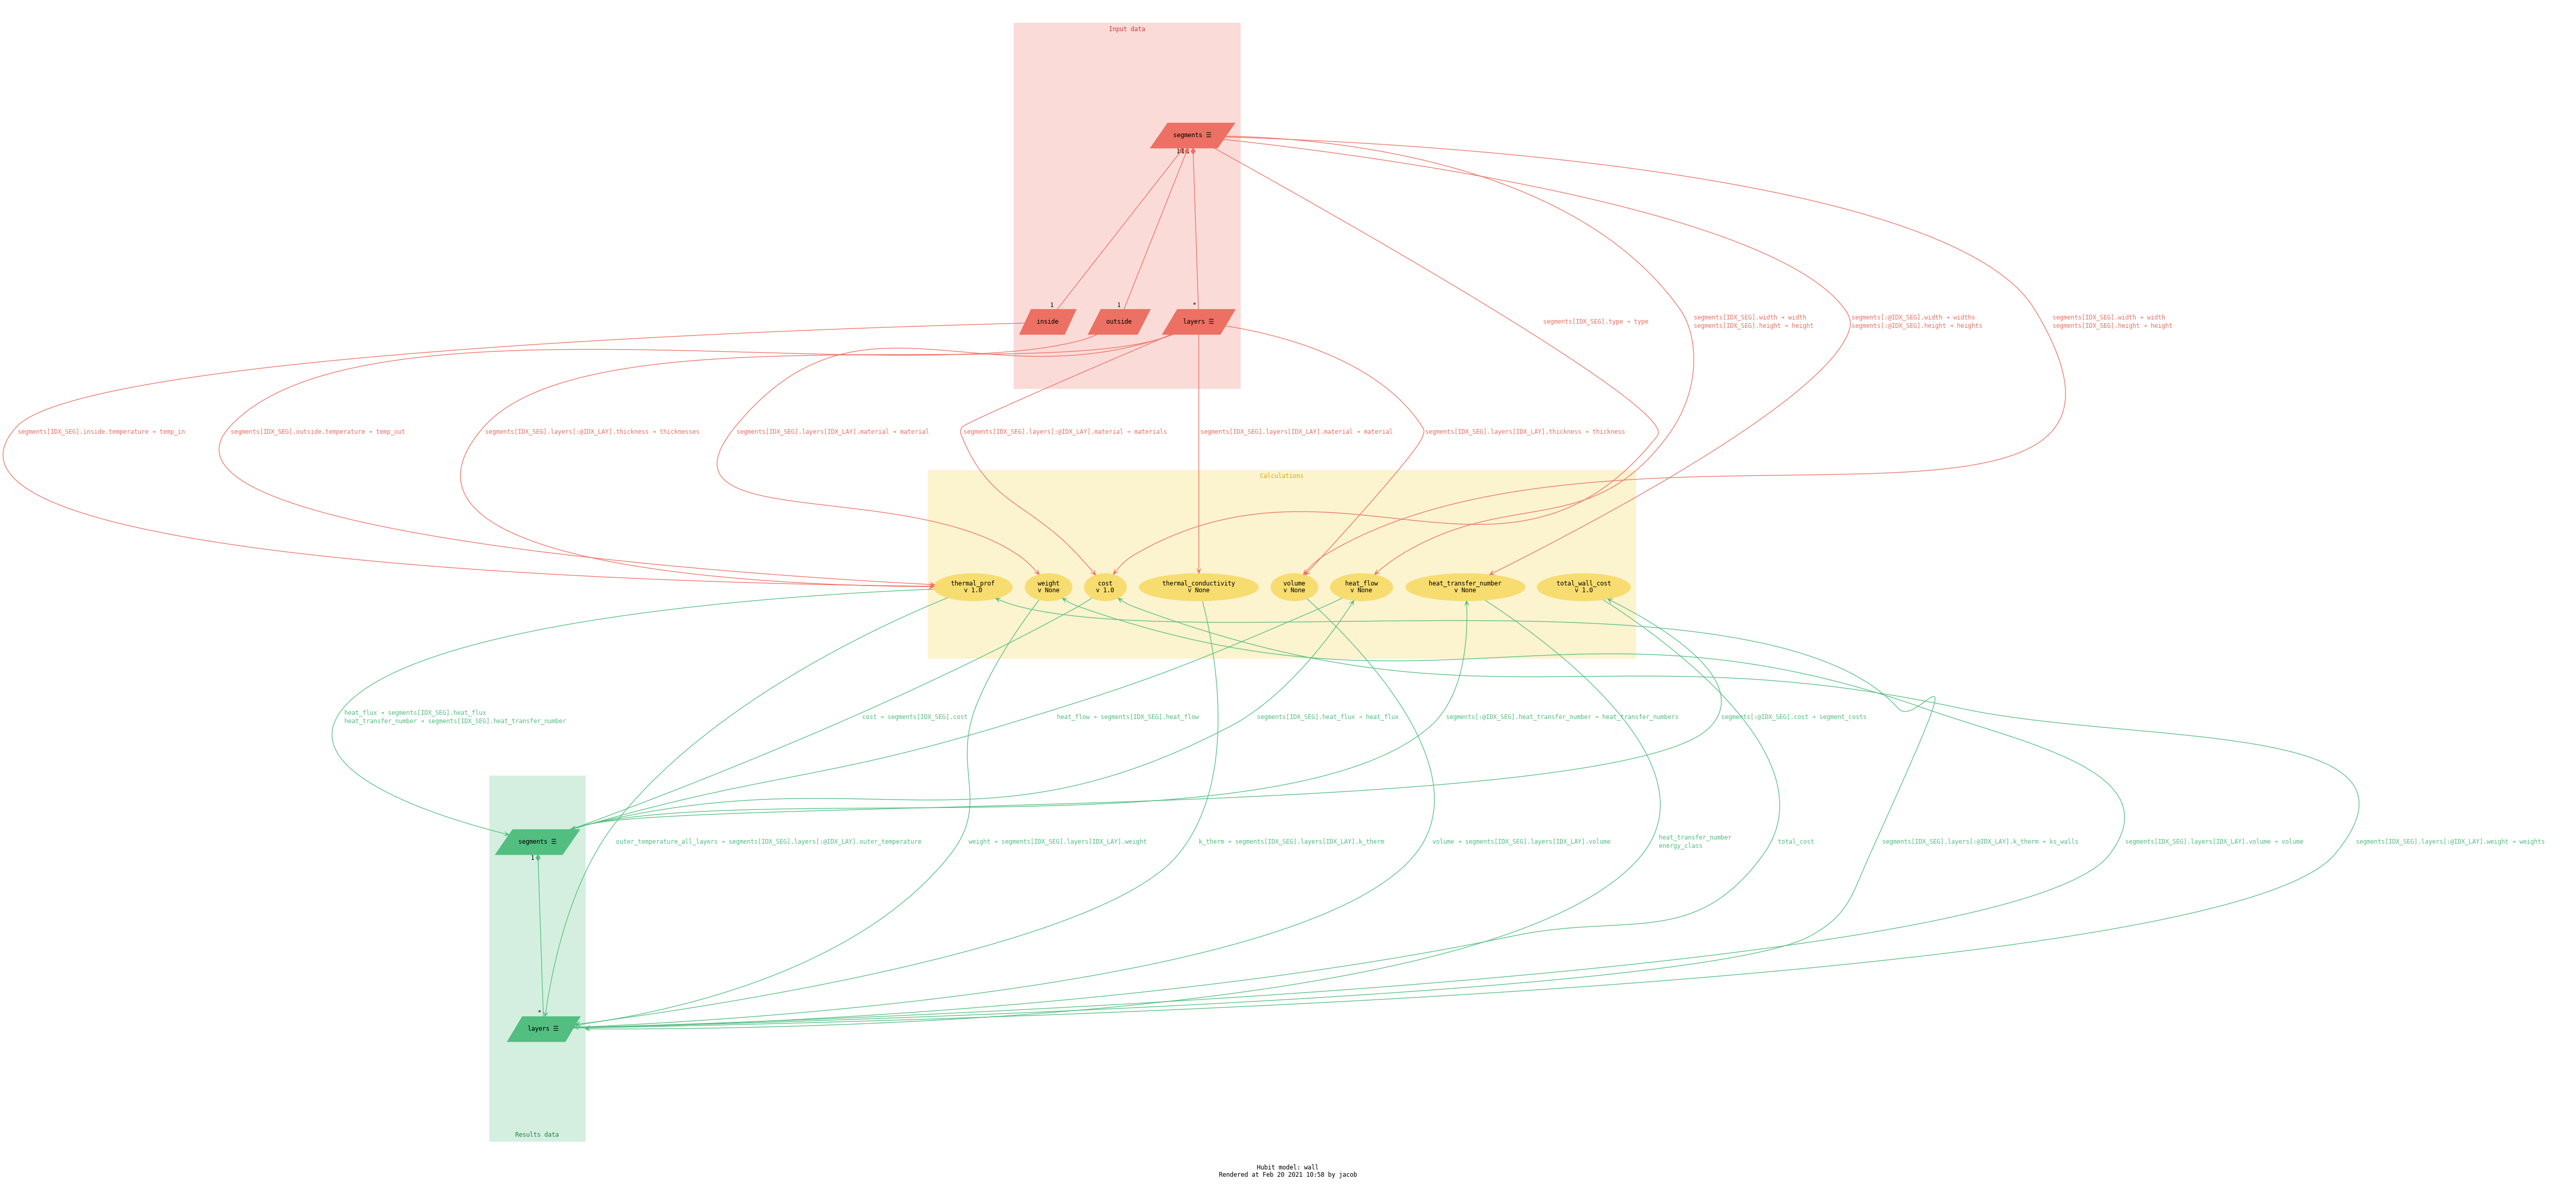 Input data
segments ☰
1
1
1
1
1
*
inside
outside
layers ☰
segments[IDX_SEG].type → type
segments[IDX_SEG].width → width
segments[IDX_SEG].height → height
segments[:@IDX_SEG].width → widths
segments[:@IDX_SEG].height → heights
segments[IDX_SEG].width → width
segments[IDX_SEG].height → height
segments[IDX_SEG].inside.temperature → temp_in
segments[IDX_SEG].outside.temperature → temp_out
segments[IDX_SEG].layers[:@IDX_LAY].thickness → thicknesses
segments[IDX_SEG].layers[IDX_LAY].material → material
segments[IDX_SEG].layers[:@IDX_LAY].material → materials
segments[IDX_SEG].layers[IDX_LAY].material → material
segments[IDX_SEG].layers[IDX_LAY].thickness → thickness
Calculations
thermal_prof
v 1.0
weight
v None
cost
v 1.0
thermal_conductivity
v None
volume
v None
heat_flow
v None
heat_transfer_number
v None
total_wall_cost
v 1.0
heat_flux → segments[IDX_SEG].heat_flux
heat_transfer_number → segments[IDX_SEG].heat_transfer_number
cost → segments[IDX_SEG].cost
heat_flow → segments[IDX_SEG].heat_flow
segments[IDX_SEG].heat_flux → heat_flux
segments[:@IDX_SEG].heat_transfer_number → heat_transfer_numbers
segments[:@IDX_SEG].cost → segment_costs
segments ☰
1
outer_temperature_all_layers → segments[IDX_SEG].layers[:@IDX_LAY].outer_temperature
weight → segments[IDX_SEG].layers[IDX_LAY].weight
k_therm → segments[IDX_SEG].layers[IDX_LAY].k_therm
volume → segments[IDX_SEG].layers[IDX_LAY].volume
heat_transfer_number
energy_class
total_cost
segments[IDX_SEG].layers[:@IDX_LAY].k_therm → ks_walls
segments[IDX_SEG].layers[IDX_LAY].volume → volume
segments[IDX_SEG].layers[:@IDX_LAY].weight → weights
*
layers ☰
Results data
Hubit model: wall
Rendered at Feb 20 2021 10:58 by jacob